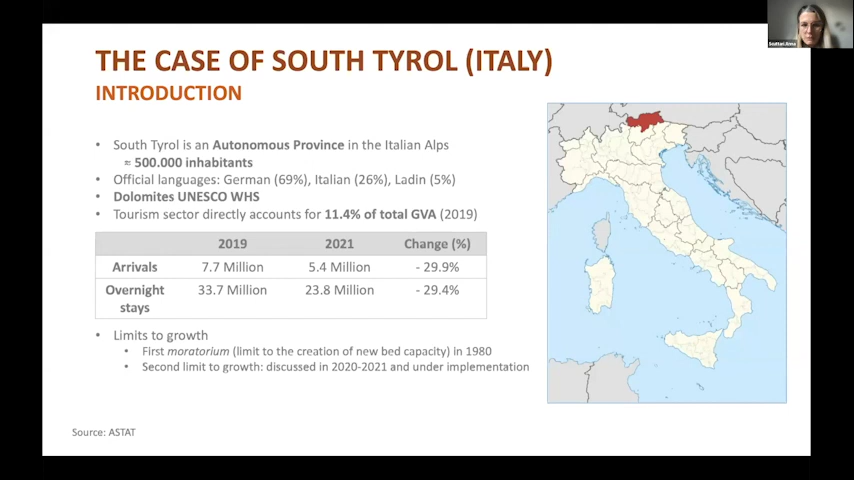 THE CASE OF SOUTH TYROL (ITALY)
INTRODUCTION
• South Tyrol is an Autonomous Province in the Italian Alps
≈ 500.000 inhabitants
• Official languages: German (69%), Italian (26%), Ladin (5%)
• Dolomites UNESCO WHS
• Tourism sector directly accounts for 11.4% of total GVA (2019)
2019 2021 Change (%)
Arrivals 7.7 Million 5.4 Million - 29.9%
Overnight 33.7 Million 23.8 Million - 29.4%
stays
• Limits to growth
• First moratorium (limit to the creation of new bed capacity) in 1980
• Second limit to growth: discussed in 2020-2021 and under implementation
Source: ASTAT